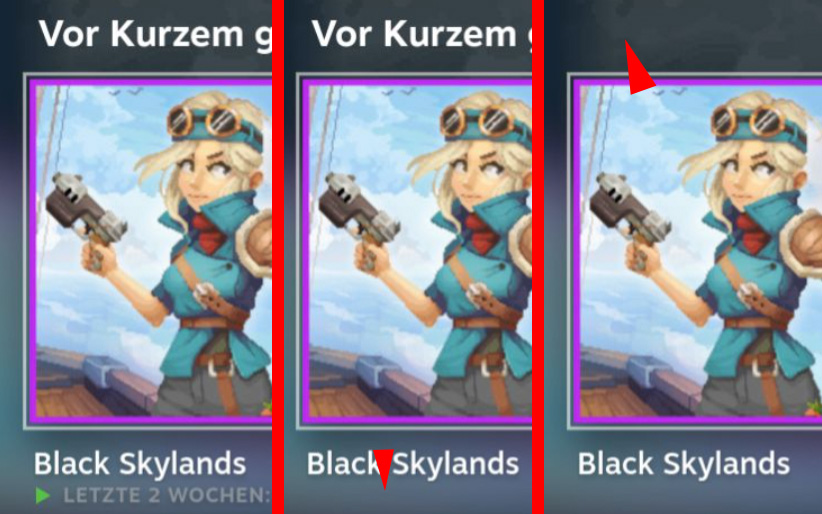 Vor Kurzem g
Black Skylands
LETZTE 2 WOCHEN:
Vor Kurzem
Black Skylands
Black Skylands